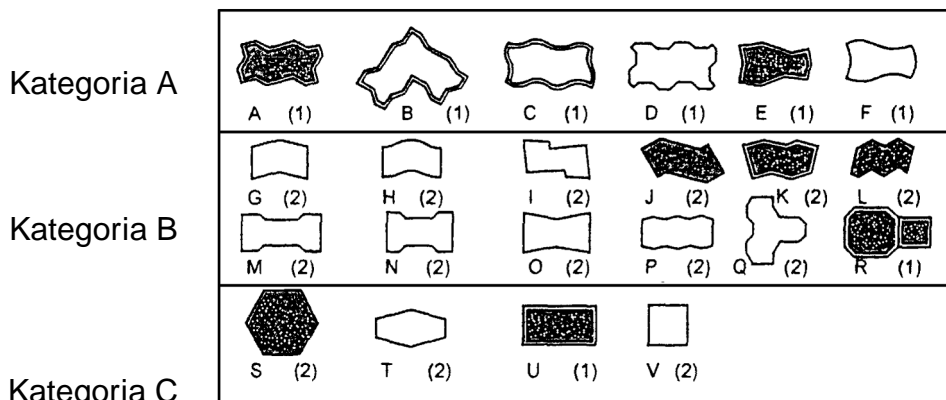 Kategoria A
A (1) B (1) C (1) D (1) E (1) F (1)
G (2) H (2) I (2) J (2) K (2) L (2)
Kategoria B
M (2) N (2) O (2) P (2) Q (2) R (1)
S (2) T (2) U (1) V (2)
Kategoria C